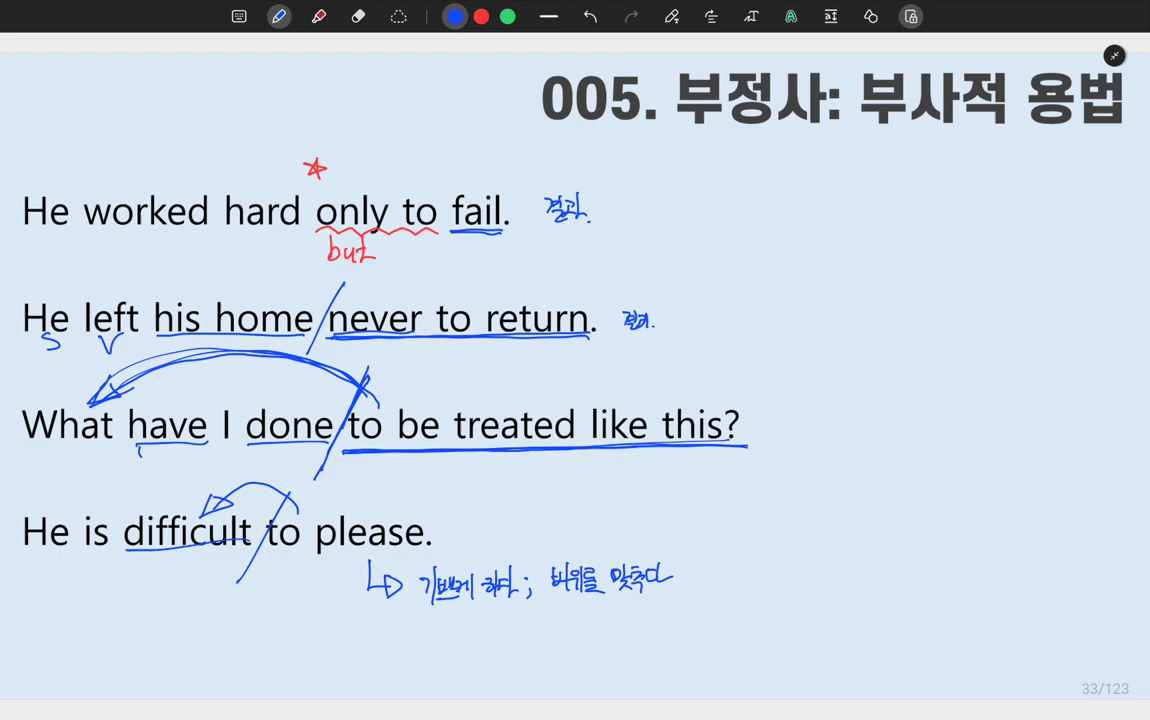 005. 부정사: 부사적 용법
He worked hard only to fail. 결과.
but
He left his home never to return. 결과.
S V
What have I done to be treated like this?
He is difficult to please.
기쁘게 하다; 비위를 맞추다
33/123